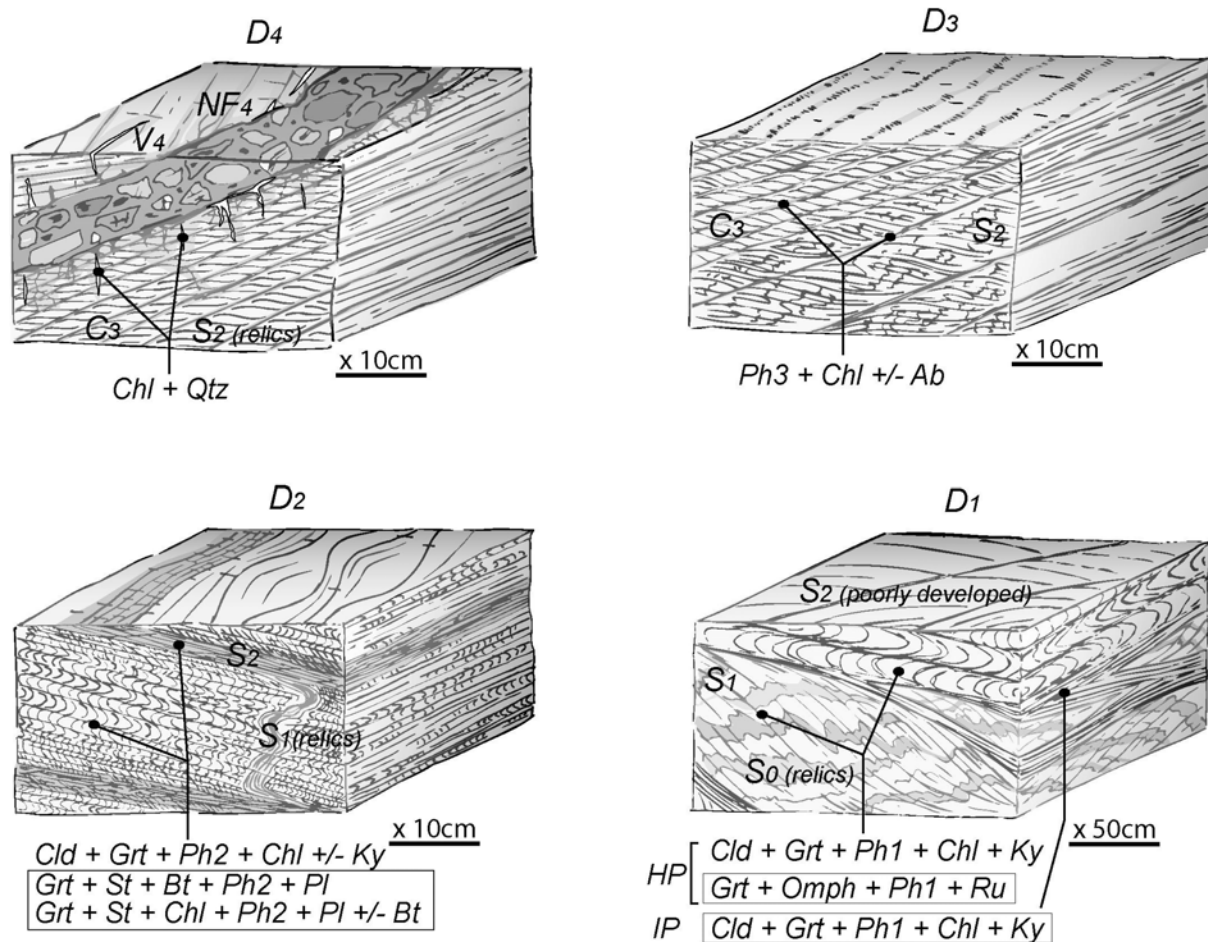 D4
NF4
V4
C3
S2 (relics)
x 10cm
Chl + Qtz
D3
C3
S2
x 10cm
Ph3 + Chl +/- Ab
D2
S2
S1(relics)
x 10cm
Cld + Grt + Ph2 + Chl +/- Ky
Grt + St + Bt + Ph2 + Pl
Grt + St + Chl + Ph2 + Pl +/- Bt
D1
S2 (poorly developed)
S1
S0 (relics)
x 50cm
HP
Cld + Grt + Ph1 + Chl + Ky
Grt + Omph + Ph1 + Ru
IP
Cld + Grt + Ph1 + Chl + Ky